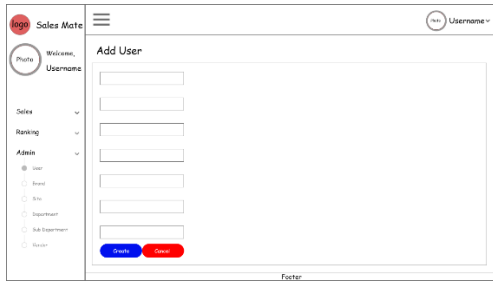 logo Sales Mate
Photo Username
Photo
Welcome,
Username
Add User
Sales
Ranking
Admin
User
Brand
Site
Department
Sub Department
Create Cancel
Footer